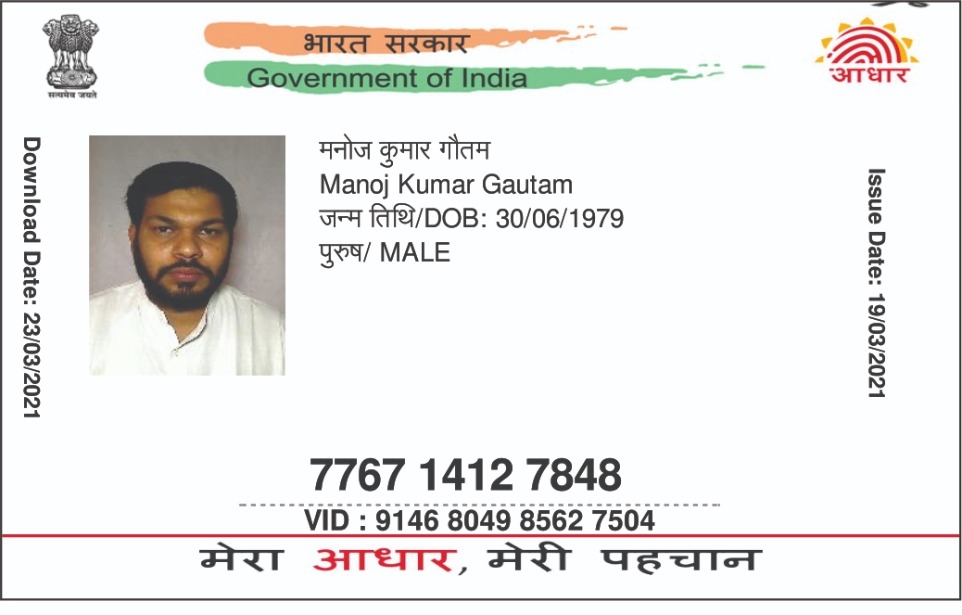 भारत सरकार
Government of India
सत्यमेव जयते
आधार
Download Date: 23/03/2021
मनोज कुमार गौतम
Manoj Kumar Gautam
जन्म तिथि/DOB: 30/06/1979
पुरुष/ MALE
Issue Date: 19/03/2021
7767 1412 7848
VID : 9146 8049 8562 7504
मेरा आधार, मेरी पहचान